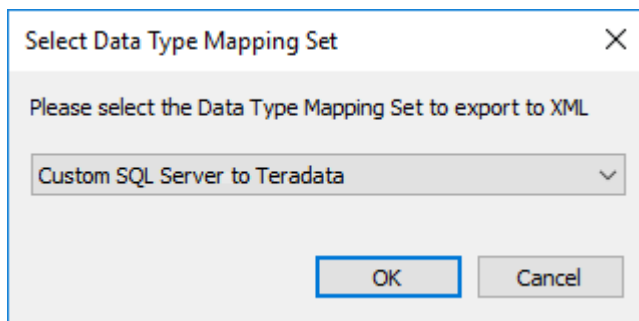 Select Data Type Mapping Set
Please select the Data Type Mapping Set to export to XML
Custom SQL Server to Teradata
OK Cancel